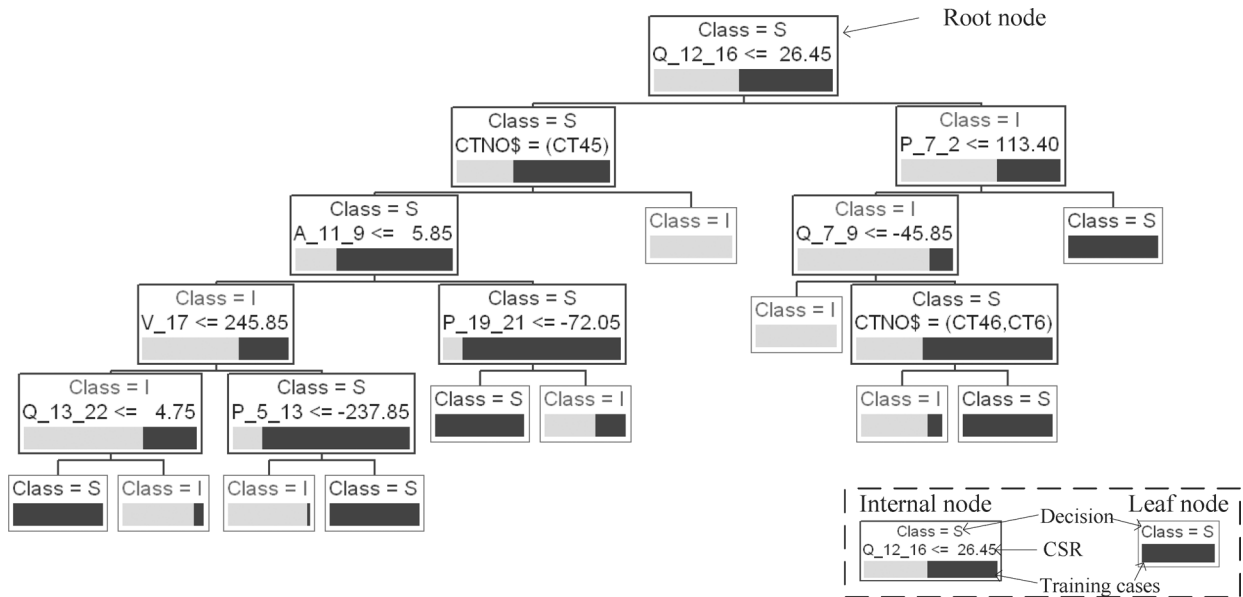 Root node
Class = S
Q_12_16 <= 26.45
Class = S
CTNO$ = (CT45)
Class = I
P_7_2 <= 113.40
Class = S
A_11_9 <= 5.85
Class = I
Class = I
Q_7_9 <= -45.85
Class = S
Class = I
V_17 <= 245.85
Class = S
P_19_21 <= -72.05
Class = I
Class = S
CTNO$ = (CT46,CT6)
Class = I
Q_13_22 <= 4.75
Class = S
P_5_13 <= -237.85
Class = S
Class = I
Class = I
Class = S
Class = S
Class = I
Class = I
Class = S
Internal node
Leaf node
Class = S
Q_12_16 <= 26.45
Decision
CSR
Training cases
Class = S